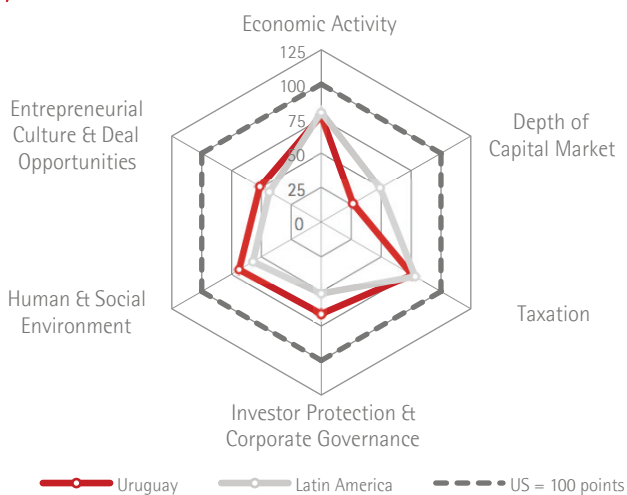 Economic Activity
125
100
75
50
25
0
Entrepreneurial
Culture & Deal
Opportunities
Depth of
Capital Market
Human & Social
Environment
Taxation
Investor Protection &
Corporate Governance
Uruguay
Latin America
US = 100 points